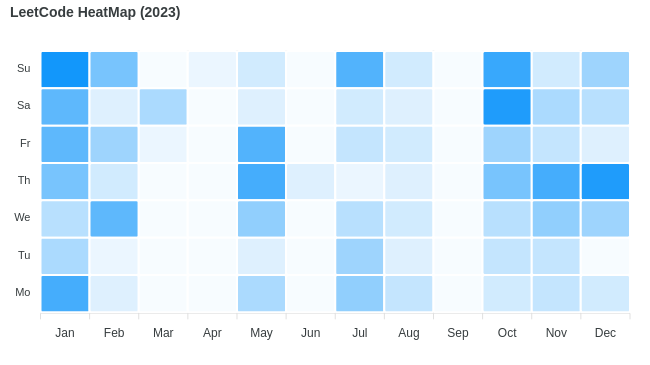 LeetCode HeatMap (2023)
Su
Sa
Fr
Th
We
Tu
Mo
Jan Feb Mar Apr May Jun Jul Aug Sep Oct Nov Dec